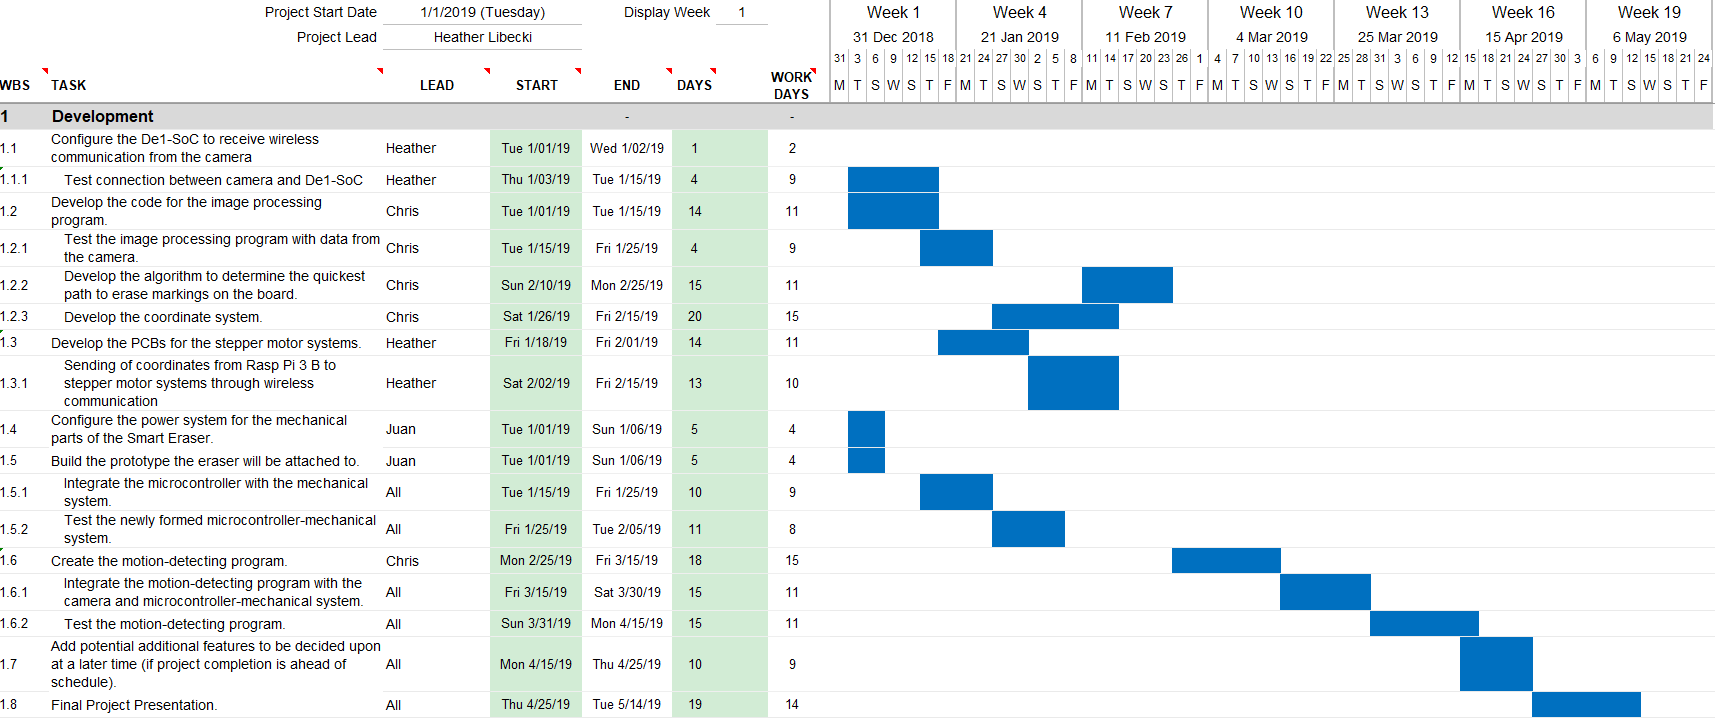 Project Start Date 1/1/2019 (Tuesday) Display Week 1 Week 1 Week 4 Week 7 Week 10 Week 13 Week 16 Week 19
Project Lead Heather Libecki 31 Dec 2018 21 Jan 2019 11 Feb 2019 4 Mar 2019 25 Mar 2019 15 Apr 2019 6 May 2019
31 3 6 9 12 15 18 21 24 27 30 2 5 8 11 14 17 20 23 26 1 4 7 10 13 16 19 22 25 28 31 3 6 9 12 15 18 21 24 27 30 3 6 9 12 15 18 21 24
WBS TASK LEAD START END DAYS WORK DAYS M T S W S T F M T S W S T F M T S W S T F M T S W S T F M T S W S T F M T S W S T F M T S W S T F
1 Development - -
Configure the De1-SoC to receive wireless
1.1 communication from the camera Heather Tue 1/01/19 Wed 1/02/19 1 2
1.1.1 Test connection between camera and De1-SoC Heather Thu 1/03/19 Tue 1/15/19 4 9
Develop the code for the image processing
1.2 program. Chris Tue 1/01/19 Tue 1/15/19 14 11
Test the image processing program with data from
1.2.1 the camera. Chris Tue 1/15/19 Fri 1/25/19 4 9
Develop the algorithm to determine the quickest
1.2.2 path to erase markings on the board. Chris Sun 2/10/19 Mon 2/25/19 15 11
1.2.3 Develop the coordinate system. Chris Sat 1/26/19 Fri 2/15/19 20 15
1.3 Develop the PCBs for the stepper motor systems. Heather Fri 1/18/19 Fri 2/01/19 14 11
Sending of coordinates from Rasp Pi 3 B to
1.3.1 stepper motor systems through wireless Heather Sat 2/02/19 Fri 2/15/19 13 10
communication
Configure the power system for the mechanical
1.4 parts of the Smart Eraser. Juan Tue 1/01/19 Sun 1/06/19 5 4
1.5 Build the prototype the eraser will be attached to. Juan Tue 1/01/19 Sun 1/06/19 5 4
Integrate the microcontroller with the mechanical
1.5.1 system. All Tue 1/15/19 Fri 1/25/19 10 9
Test the newly formed microcontroller-mechanical
1.5.2 system. All Fri 1/25/19 Tue 2/05/19 11 8
1.6 Create the motion-detecting program. Chris Mon 2/25/19 Fri 3/15/19 18 15
Integrate the motion-detecting program with the
1.6.1 camera and microcontroller-mechanical system. All Fri 3/15/19 Sat 3/30/19 15 11
1.6.2 Test the motion-detecting program. All Sun 3/31/19 Mon 4/15/19 15 11
Add potential additional features to be decided upon
1.7 at a later time (if project completion is ahead of All Mon 4/15/19 Thu 4/25/19 10 9
schedule).
1.8 Final Project Presentation. All Thu 4/25/19 Tue 5/14/19 19 14